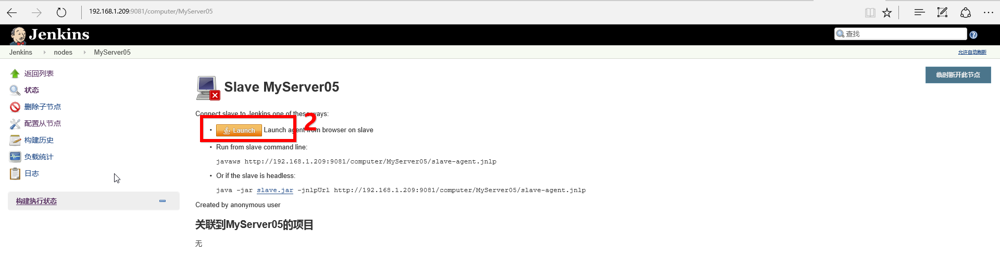 192.168.1.209:9081/computer/MyServer05
Jenkins
查找
Jenkins nodes MyServer05
允许自动刷新
返回列表
状态
删除子节点
配置从节点
构建历史
负载统计
日志
构建执行状态
临时断开此节点
Slave MyServer05
Connect slave to Jenkins one of these ways:
2
• Launch Launch agent from browser on slave
• Run from slave command line:
javaws http://192.168.1.209:9081/computer/MyServer05/slave-agent.jnlp
• Or if the slave is headless:
java -jar slave.jar -jnlpUrl http://192.168.1.209:9081/computer/MyServer05/slave-agent.jnlp
Created by anonymous user
关联到MyServer05的项目
无